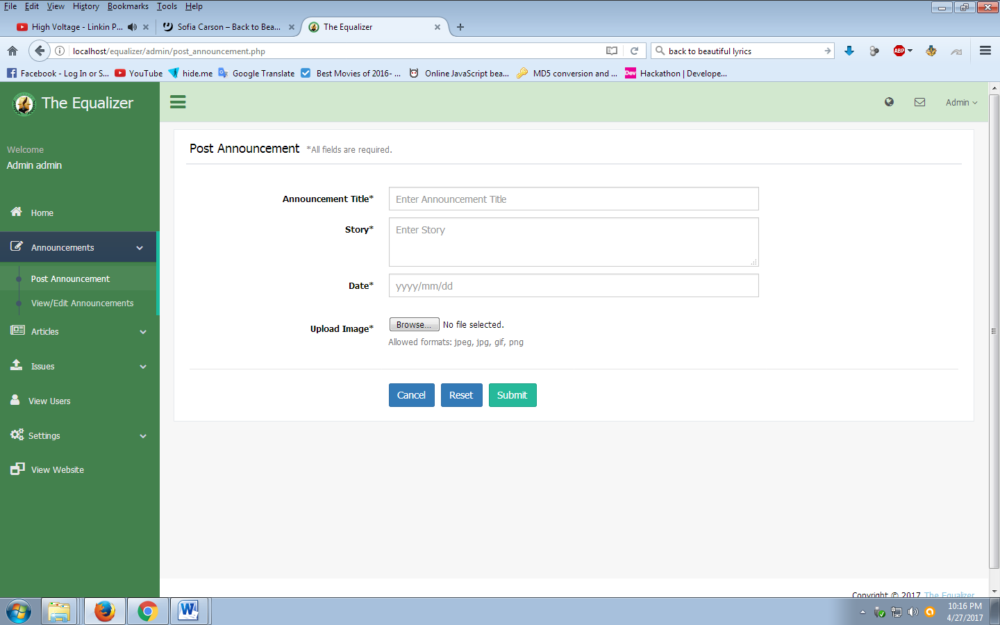 File Edit View History Bookmarks Tools Help
High Voltage - Linkin P...
Sofia Carson – Back to Bea...
The Equalizer
localhost/equalizer/admin/post_announcement.php
back to beautiful lyrics
ABP
Facebook - Log In or S...
YouTube
hide.me
Google Translate
Best Movies of 2016- ...
Online JavaScript bea...
MD5 conversion and ...
Dev
Hackathon | Develope...
The Equalizer
Admin
Welcome
Admin admin
Home
Announcements
Post Announcement
View/Edit Announcements
Articles
Issues
View Users
Settings
View Website
Post Announcement *All fields are required.
Announcement Title*
Enter Announcement Title
Story*
Enter Story
Date*
yyyy/mm/dd
Upload Image*
Browse... No file selected.
Allowed formats: jpeg, jpg, gif, png
Cancel
Reset
Submit
Copyright © 2017 The Equalizer
10:16 PM
4/27/2017